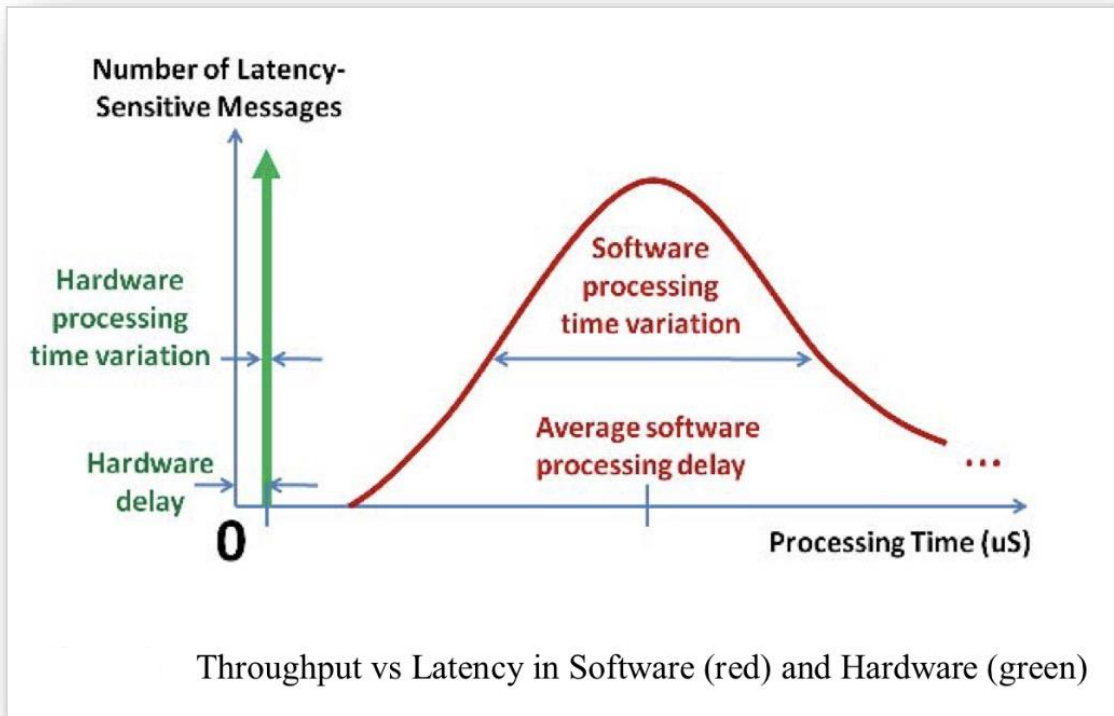 Number of Latency-
Sensitive Messages
Hardware
processing
time variation
Software
processing
time variation
Hardware
delay
Average software
processing delay
...
0
Processing Time (uS)
Throughput vs Latency in Software (red) and Hardware (green)